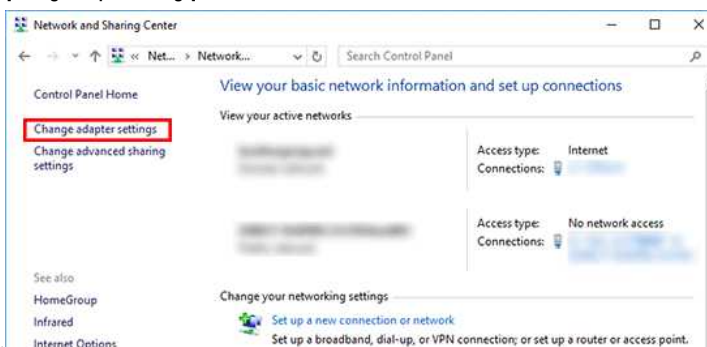 Network and Sharing Center
« Net... > Network...
Search Control Panel
Control Panel Home
Change adapter settings
Change advanced sharing
settings
See also
HomeGroup
Infrared
Internet Options
View your basic network information and set up connections
View your active networks
Access type: Internet
Connections:
Access type: No network access
Connections:
Change your networking settings
Set up a new connection or network
Set up a broadband, dial-up, or VPN connection; or set up a router or access point.